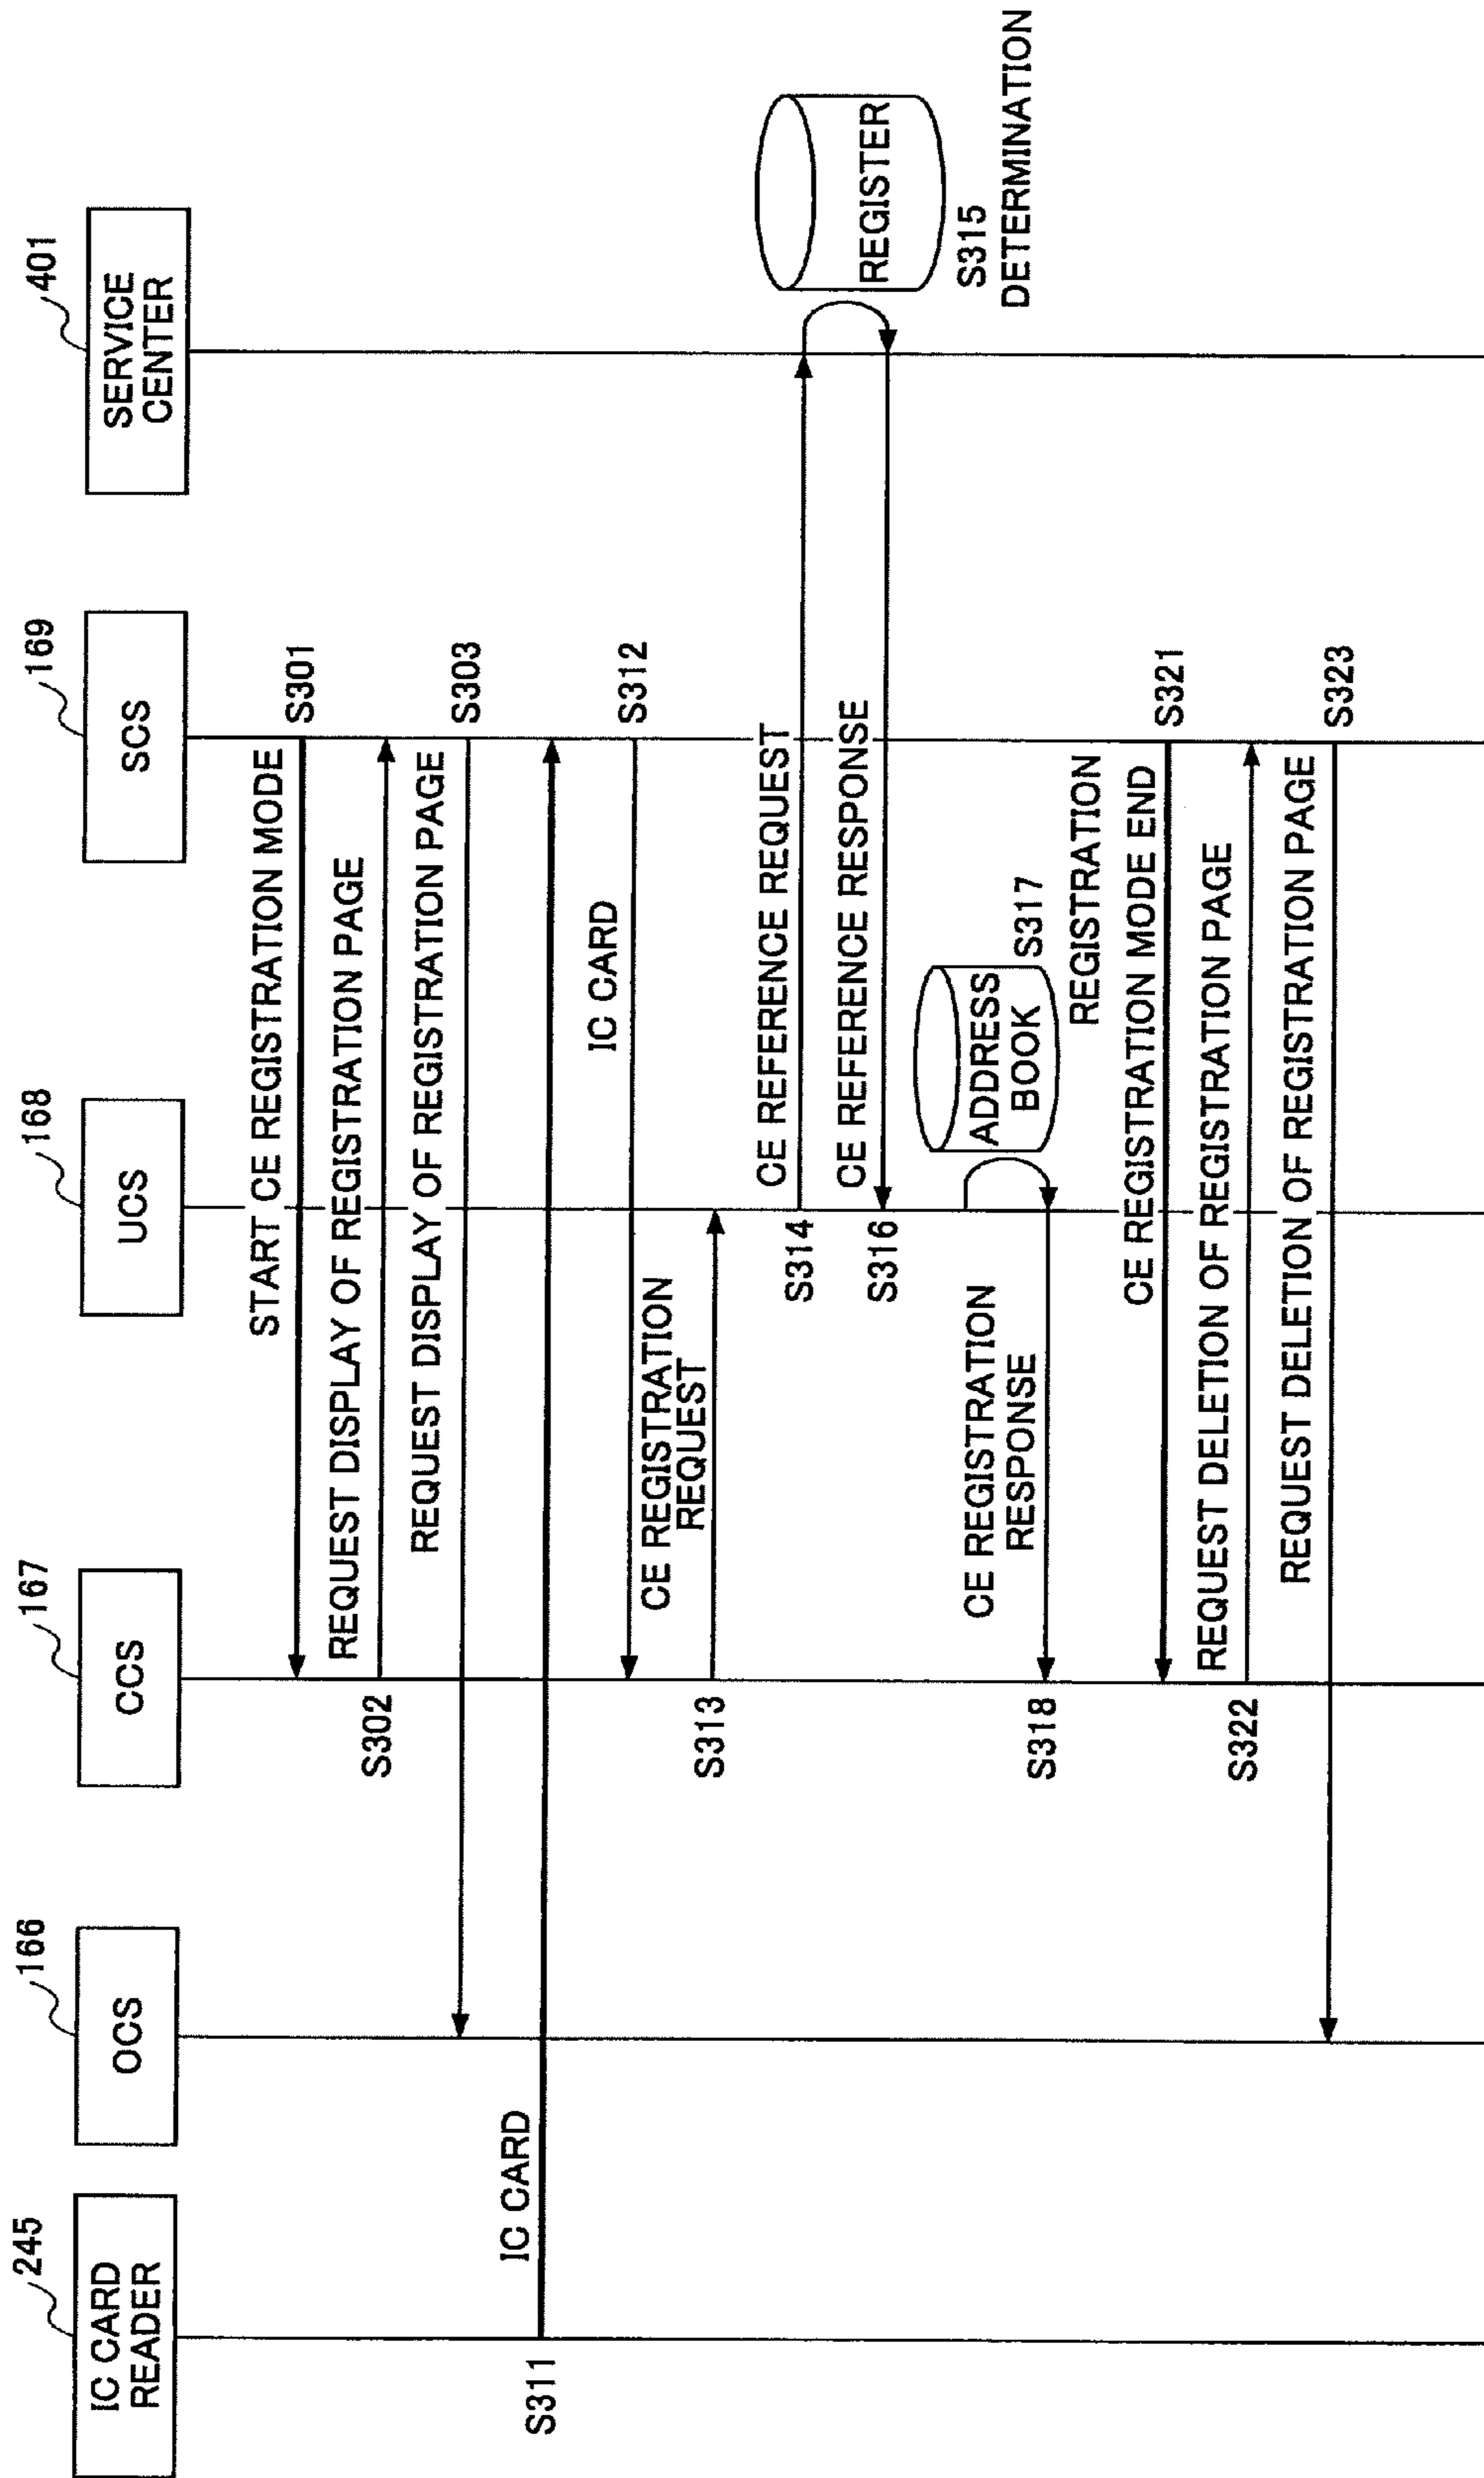 IC CARD
READER
245
OCS
166
CCS
167
UCS
168
SCS
169
SERVICE
CENTER
401
START CE REGISTRATION MODE
S301
REQUEST DISPLAY OF REGISTRATION PAGE
S302
REQUEST DISPLAY OF REGISTRATION PAGE
S303
IC CARD
S311
IC CARD
S312
CE REGISTRATION
REQUEST
S313
CE REFERENCE REQUEST
S314
REGISTER
S315
DETERMINATION
CE REFERENCE RESPONSE
S316
ADDRESS
BOOK
S317
REGISTRATION
CE REGISTRATION
RESPONSE
S318
CE REGISTRATION MODE END
S321
REQUEST DELETION OF REGISTRATION PAGE
S322
REQUEST DELETION OF REGISTRATION PAGE
S323